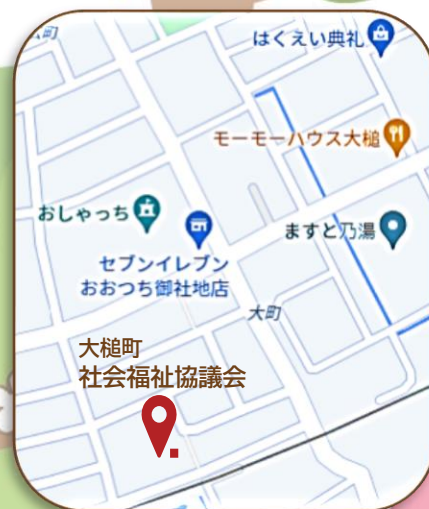 町
はくえい典礼
モーモーハウス大槌
おしゃっち
ますと乃湯
セブンイレブン
おおつち御社地店
大町
大槌町
社会福祉協議会